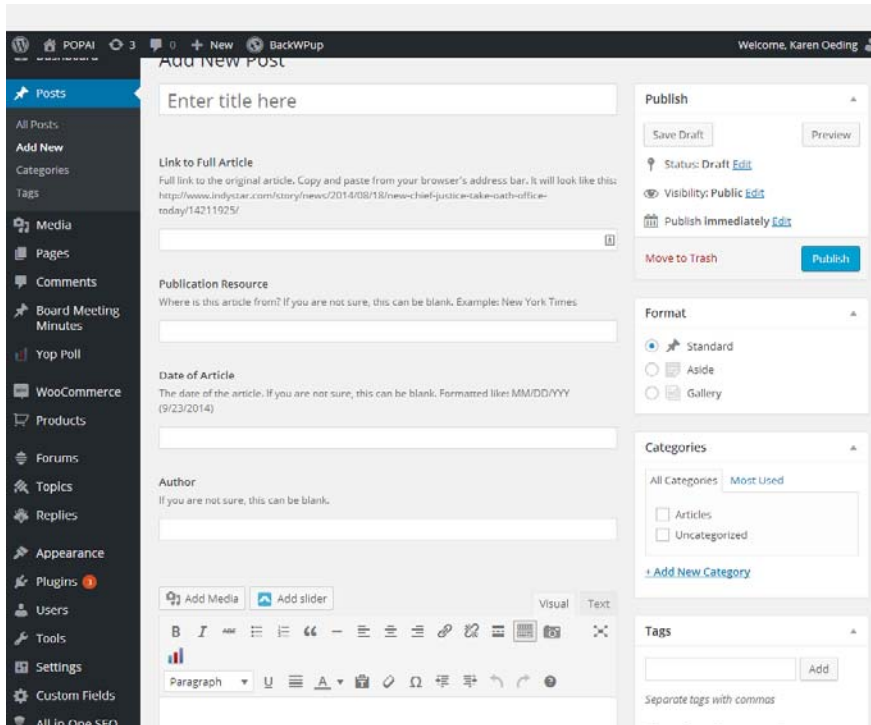 POPAI 3 0 New BackWPup Welcome, Karen Oeding
Dashboard
Add New Post
Posts
All Posts
Add New
Categories
Tags
Media
Pages
Comments
Board Meeting
Minutes
Yop Poll
WooCommerce
Products
Forums
Topics
Replies
Appearance
Plugins 1
Users
Tools
Settings
Custom Fields
All in One SEO
Enter title here
Link to Full Article
Full link to the original article. Copy and paste from your browser's address bar. It will look like this:
http://www.indystar.com/story/news/2014/08/18/new-chief-justice-take-oath-office-
today/14211925/
Publication Resource
Where is this article from? If you are not sure, this can be blank. Example: New York Times
Date of Article
The date of the article. If you are not sure, this can be blank. Formatted like: MM/DD/YYY
(9/23/2014)
Author
If you are not sure, this can be blank.
Add Media Add slider Visual Text
B I ABC
Paragraph U A Ω
Publish
Save Draft Preview
Status: Draft Edit
Visibility: Public Edit
Publish immediately Edit
Move to Trash Publish
Format
Standard
Aside
Gallery
Categories
All Categories Most Used
Articles
Uncategorized
+ Add New Category
Tags
Add
Separate tags with commas